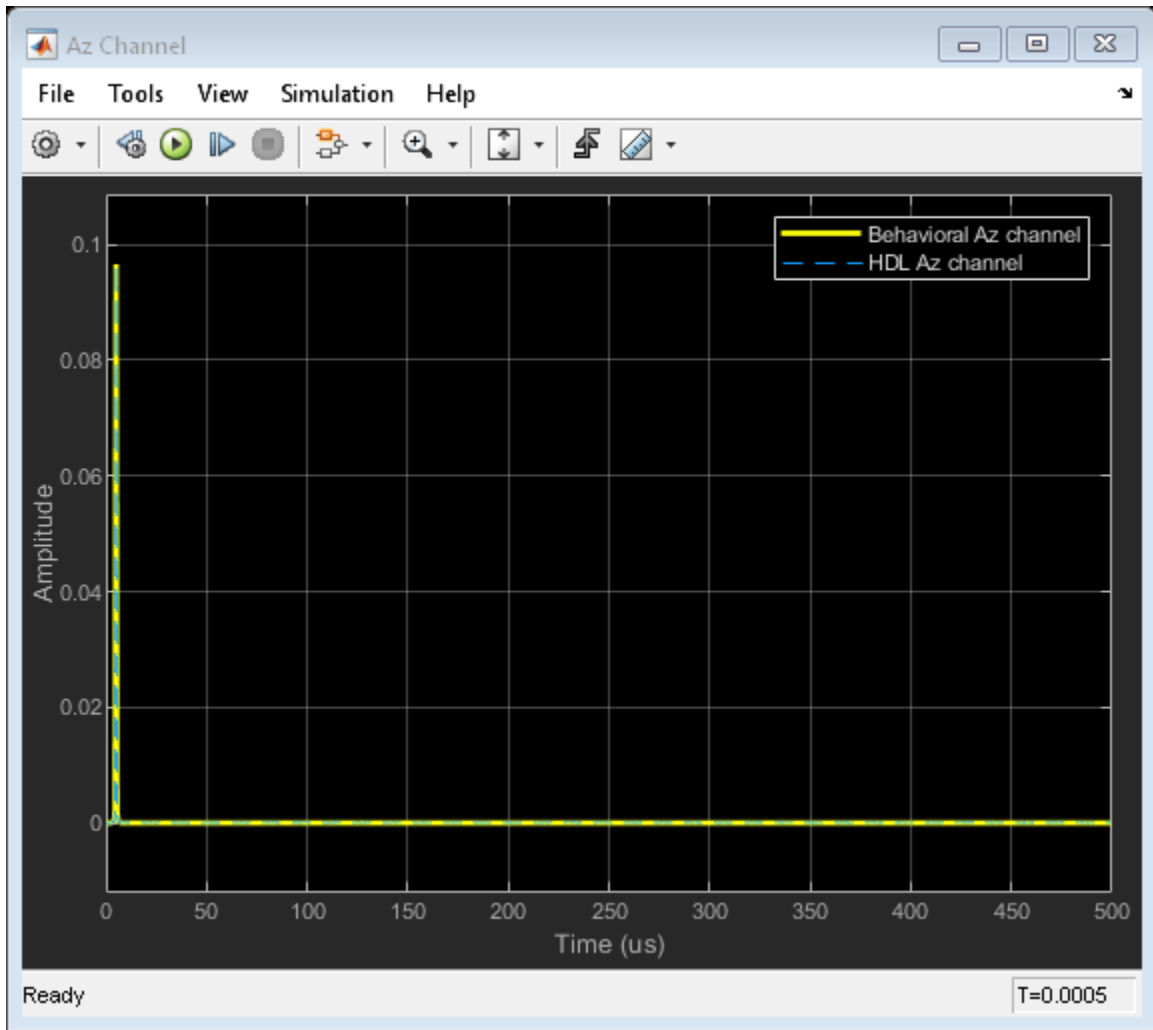 Az Channel
File Tools View Simulation Help
Behavioral Az channel
HDL Az channel
0.1
0.08
0.06
0.04
0.02
0
Amplitude
0 50 100 150 200 250 300 350 400 450 500
Time (us)
Ready T=0.0005